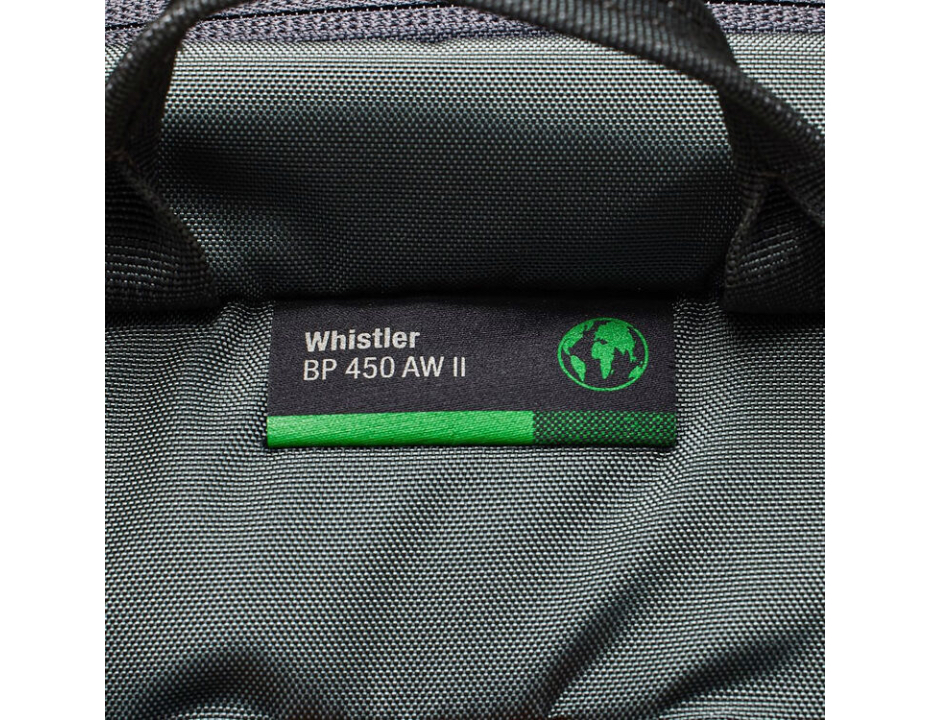 Whistler
BP 450 AW II